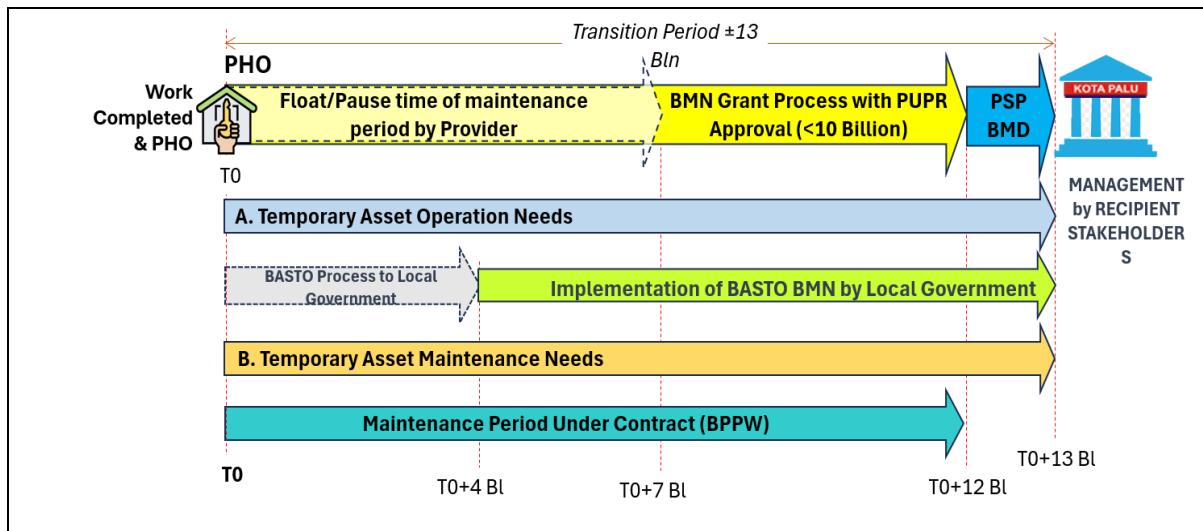 Transition Period ±13
Bln
PHO
Work
Completed
& PHO
Float/Pause time of maintenance
period by Provider
BMN Grant Process with PUPR
Approval (<10 Billion)
PSP
BMD
KOTA PALU
T0
MANAGEMENT
by RECIPIENT
STAKEHOLDER
S
A. Temporary Asset Operation Needs
BASTO Process to Local
Government
Implementation of BASTO BMN by Local Government
B. Temporary Asset Maintenance Needs
Maintenance Period Under Contract (BPPW)
T0
T0+4 Bl
T0+7 Bl
T0+12 Bl
T0+13 Bl